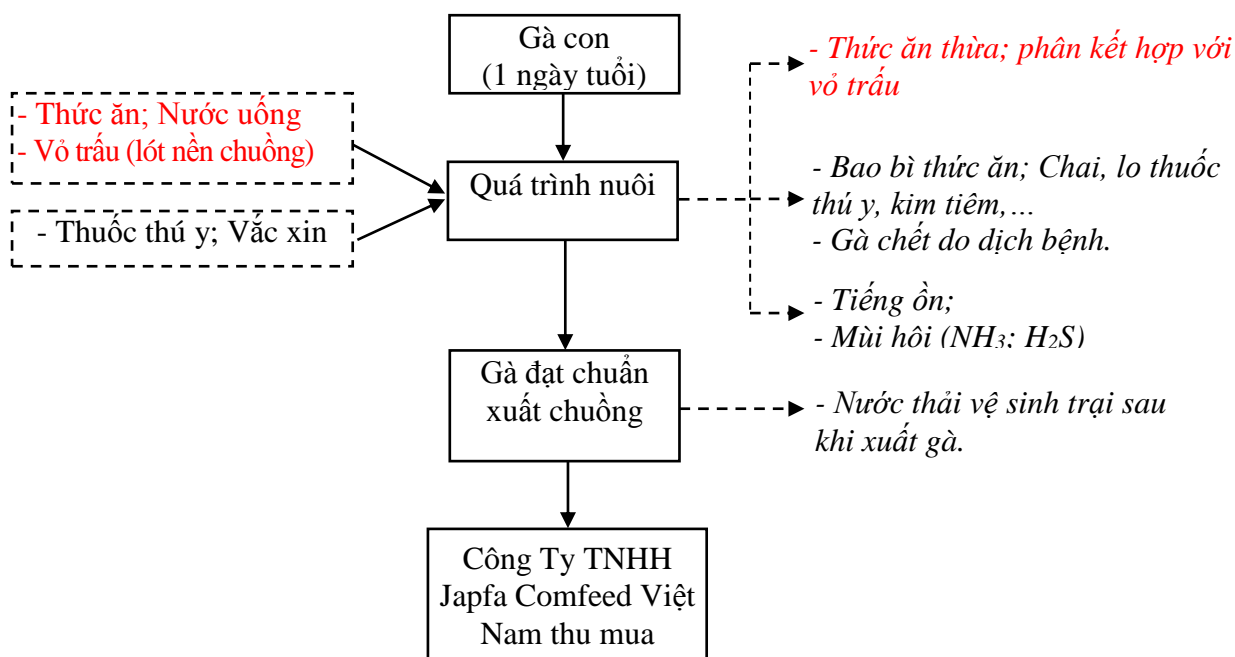 Gà con
(1 ngày tuổi)
- Thức ăn thừa; phân kết hợp với
vỏ trấu
- Thức ăn; Nước uống
- Vỏ trấu (lót nền chuồng)
Quá trình nuôi
- Bao bì thức ăn; Chai, lo thuốc
thú y, kim tiêm,...
- Gà chết do dịch bệnh.
- Thuốc thú y; Vắc xin
- Tiếng ồn;
- Mùi hôi (NH₃; H₂S)
Gà đạt chuẩn
xuất chuồng
- Nước thải vệ sinh trại sau
khi xuất gà.
Công Ty TNHH
Japfa Comfeed Việt
Nam thu mua